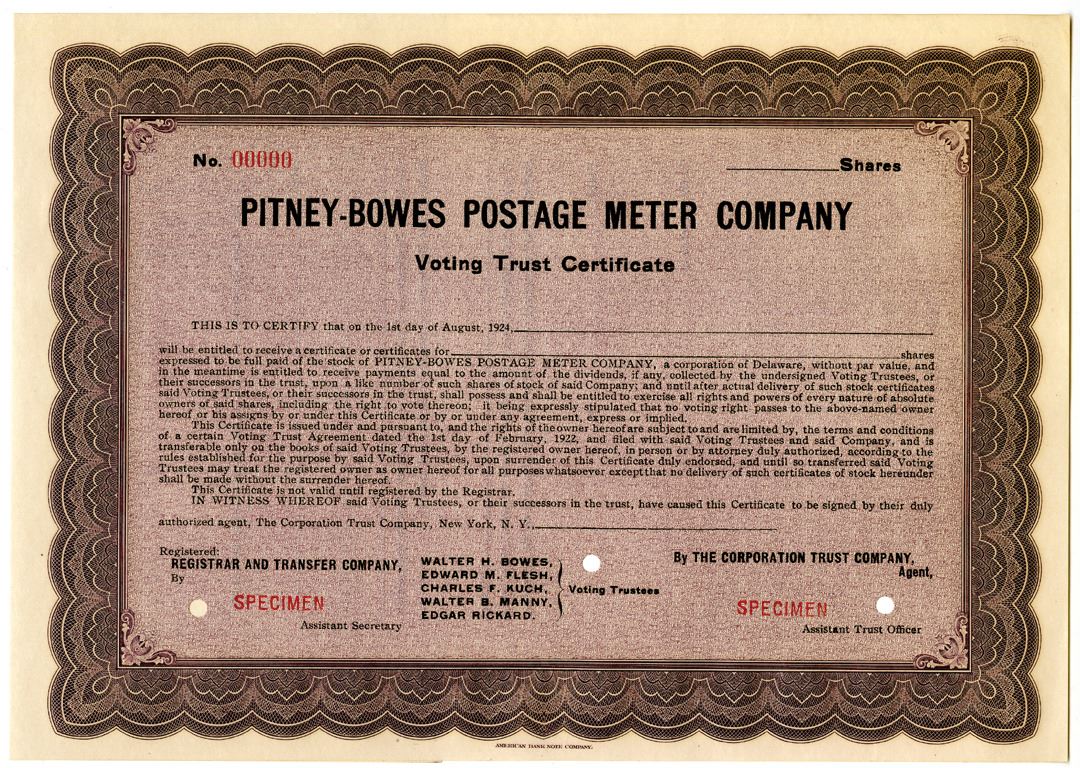 No. 00000
Shares
PITNEY-BOWES POSTAGE METER COMPANY
Voting Trust Certificate
THIS IS TO CERTIFY that on the 1st day of August, 1924,
will be entitled to receive a certificate or certificates for shares
expressed to be full paid of the stock of PITNEY-BOWES POSTAGE METER COMPANY, a corporation of Delaware, without par value, and
in the meantime is entitled to receive payments equal to the amount of the dividends, if any, collected by the undersigned Voting Trustees, or
their successors in the trust, upon a like number of such shares of stock of said Company; and until after actual delivery of such stock certificates
said Voting Trustees, or their successors in the trust, shall possess and shall be entitled to exercise all rights and powers of every nature of absolute
owners of said shares, including the right to vote thereon; it being expressly stipulated that no voting right passes to the above-named owner
hereof or his assigns by or under this Certificate or by or under any agreement, express or implied.
This Certificate is issued under and pursuant to, and the rights of the owner hereof are subject to and are limited by, the terms and conditions
of a certain Voting Trust Agreement dated the 1st day of February, 1922, and filed with said Voting Trustees and said Company, and is
transferable only on the books of said Voting Trustees, by the registered owner hereof, in person or by attorney duly authorized, according to the
rules established for the purpose by said Voting Trustees, upon surrender of this Certificate duly endorsed, and until so transferred said Voting
Trustees may treat the registered owner as owner hereof for all purposes whatsoever except that no delivery of such certificates of stock hereunder
shall be made without the surrender hereof.
This Certificate is not valid until registered by the Registrar.
IN WITNESS WHEREOF said Voting Trustees, or their successors in the trust, have caused this Certificate to be signed by their duly
authorized agent, The Corporation Trust Company, New York, N. Y.,
Registered:
REGISTRAR AND TRANSFER COMPANY,
By
SPECIMEN
Assistant Secretary
WALTER H. BOWES,
EDWARD M. FLESH,
CHARLES F. KUCH,
WALTER B. MANNY,
EDGAR RICKARD.
Voting Trustees
By THE CORPORATION TRUST COMPANY,
Agent,
SPECIMEN
Assistant Trust Officer
AMERICAN BANK NOTE COMPANY.